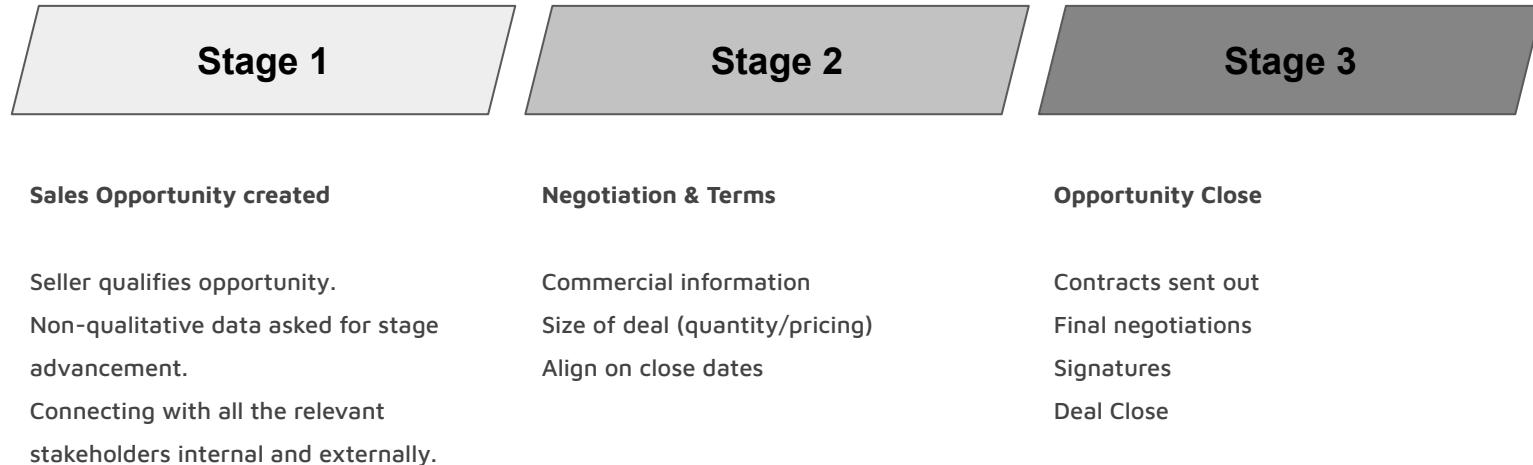 Stage 1
Stage 2
Stage 3
Sales Opportunity created
Seller qualifies opportunity.
Non-qualitative data asked for stage
advancement.
Connecting with all the relevant
stakeholders internal and externally.
Negotiation & Terms
Commercial information
Size of deal (quantity/pricing)
Align on close dates
Opportunity Close
Contracts sent out
Final negotiations
Signatures
Deal Close